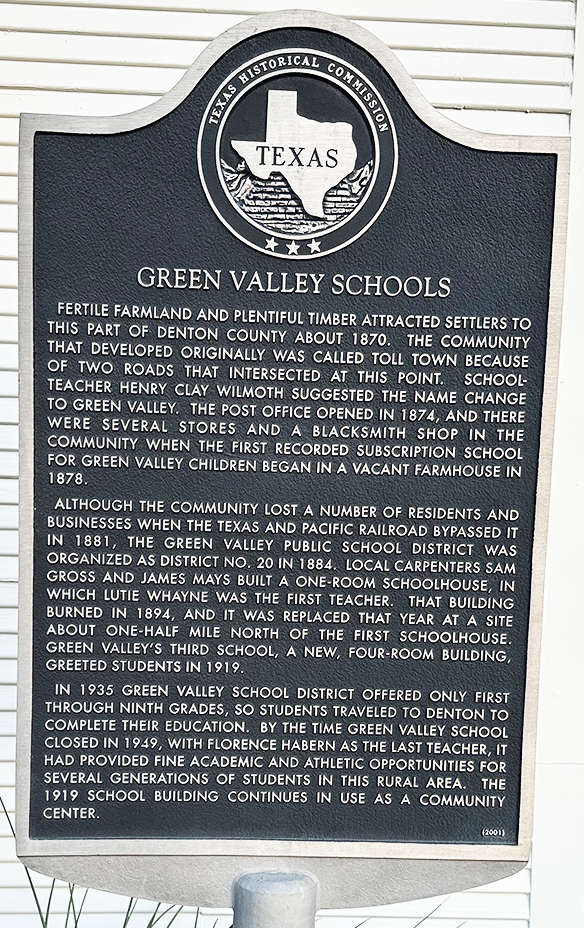 TEXAS HISTORICAL COMMISSION
TEXAS
GREEN VALLEY SCHOOLS
FERTILE FARMLAND AND PLENTIFUL TIMBER ATTRACTED SETTLERS TO
THIS PART OF DENTON COUNTY ABOUT 1870. THE COMMUNITY
THAT DEVELOPED ORIGINALLY WAS CALLED TOLL TOWN BECAUSE
OF TWO ROADS THAT INTERSECTED AT THIS POINT. SCHOOL-
TEACHER HENRY CLAY WILMOTH SUGGESTED THE NAME CHANGE
TO GREEN VALLEY. THE POST OFFICE OPENED IN 1874, AND THERE
WERE SEVERAL STORES AND A BLACKSMITH SHOP IN THE
COMMUNITY WHEN THE FIRST RECORDED SUBSCRIPTION SCHOOL
FOR GREEN VALLEY CHILDREN BEGAN IN A VACANT FARMHOUSE IN
1878.
ALTHOUGH THE COMMUNITY LOST A NUMBER OF RESIDENTS AND
BUSINESSES WHEN THE TEXAS AND PACIFIC RAILROAD BYPASSED IT
IN 1881, THE GREEN VALLEY PUBLIC SCHOOL DISTRICT WAS
ORGANIZED AS DISTRICT NO. 20 IN 1884. LOCAL CARPENTERS SAM
GROSS AND JAMES MAYS BUILT A ONE-ROOM SCHOOLHOUSE, IN
WHICH LUTIE WHAYNE WAS THE FIRST TEACHER. THAT BUILDING
BURNED IN 1894, AND IT WAS REPLACED THAT YEAR AT A SITE
ABOUT ONE-HALF MILE NORTH OF THE FIRST SCHOOLHOUSE.
GREEN VALLEY'S THIRD SCHOOL, A NEW, FOUR-ROOM BUILDING,
GREETED STUDENTS IN 1919.
IN 1935 GREEN VALLEY SCHOOL DISTRICT OFFERED ONLY FIRST
THROUGH NINTH GRADES, SO STUDENTS TRAVELED TO DENTON TO
COMPLETE THEIR EDUCATION. BY THE TIME GREEN VALLEY SCHOOL
CLOSED IN 1949, WITH FLORENCE HABERN AS THE LAST TEACHER, IT
HAD PROVIDED FINE ACADEMIC AND ATHLETIC OPPORTUNITIES FOR
SEVERAL GENERATIONS OF STUDENTS IN THIS RURAL AREA. THE
1919 SCHOOL BUILDING CONTINUES IN USE AS A COMMUNITY
CENTER.
(2001)